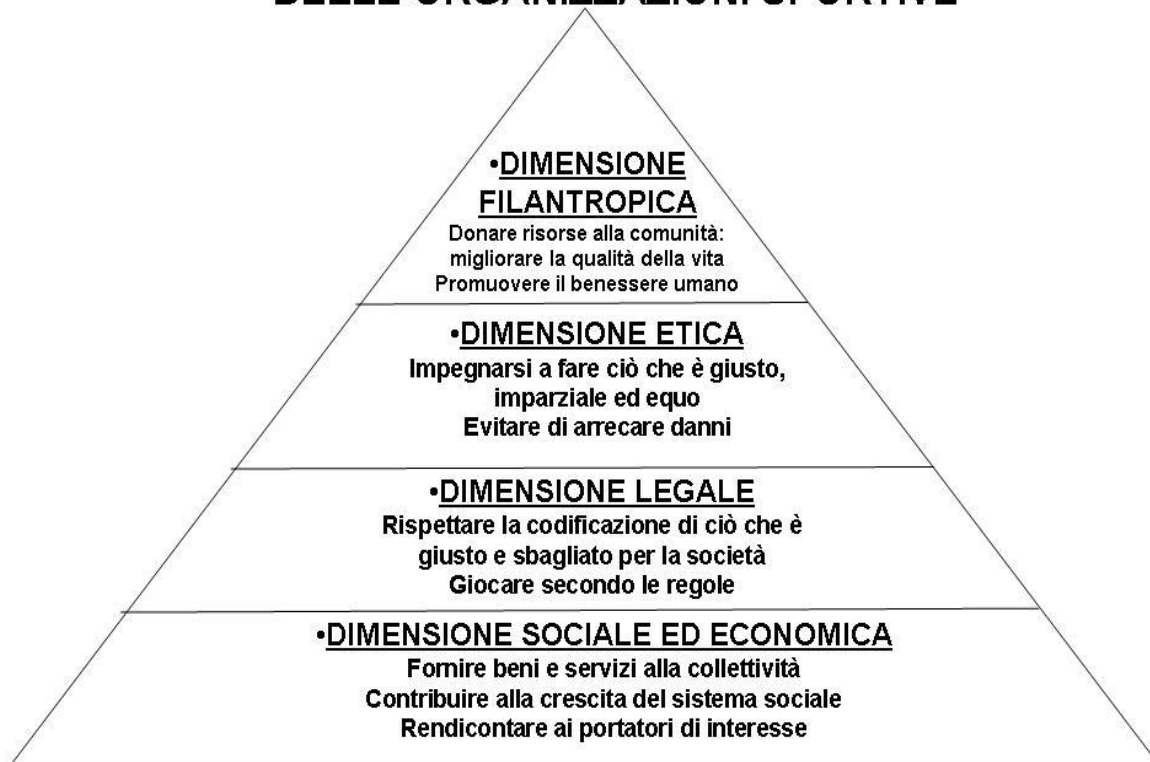 DELLE ORGANIZZAZIONI SPORTIVE
•DIMENSIONE
FILANTROPICA
Donare risorse alla comunità:
migliorare la qualità della vita
Promuovere il benessere umano
•DIMENSIONE ETICA
Impegnarsi a fare ciò che è giusto,
imparziale ed equo
Evitare di arrecare danni
•DIMENSIONE LEGALE
Rispettare la codificazione di ciò che è
giusto e sbagliato per la società
Giocare secondo le regole
•DIMENSIONE SOCIALE ED ECONOMICA
Fornire beni e servizi alla collettività
Contribuire alla crescita del sistema sociale
Rendicontare ai portatori di interesse